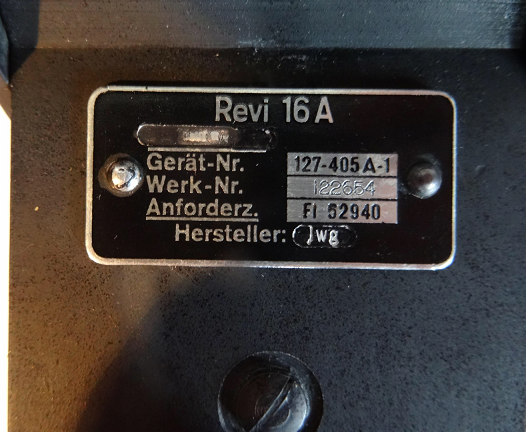 Revi 16 A
Gerät-Nr. 127-405 A-1
Werk-Nr. 122654
Anforderz. Fl 52940
Hersteller: jwg